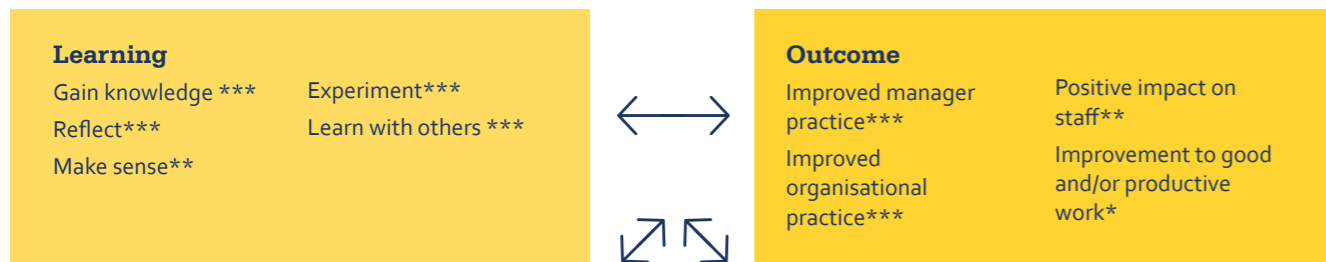 Learning
Gain knowledge ***
Reflect***
Make sense**
Experiment***
Learn with others ***
Outcome
Improved manager
practice***
Improved
organisational
practice***
Positive impact on
staff**
Improvement to good
and/or productive
work*